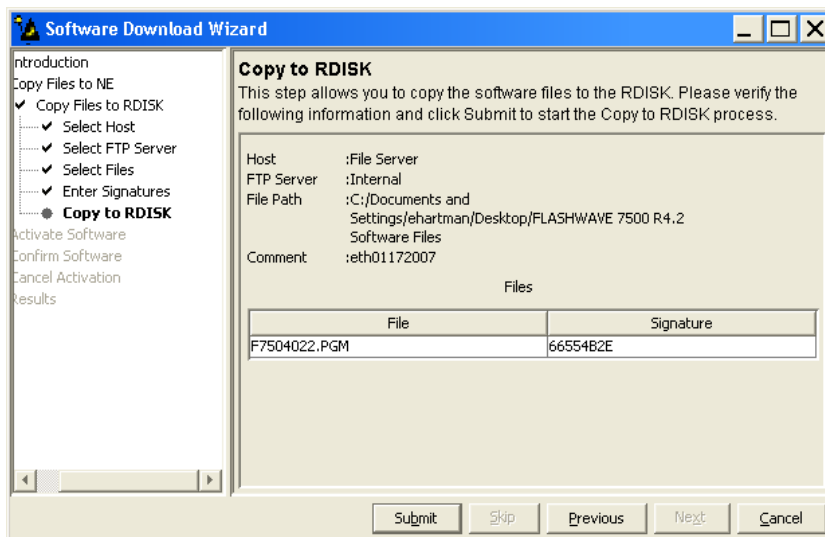 Software Download Wizard
ntroduction
Copy Files to NE
Copy Files to RDISK
Select Host
Select FTP Server
Select Files
Enter Signatures
Copy to RDISK
Activate Software
Confirm Software
Cancel Activation
Results
Copy to RDISK
This step allows you to copy the software files to the RDISK. Please verify the
following information and click Submit to start the Copy to RDISK process.
Host :File Server
FTP Server :Internal
File Path :C:/Documents and
Settings/ehartman/Desktop/FLASHWAVE 7500 R4.2
Software Files
Comment :eth01172007
Files
File Signature
F7504022.PGM 66554B2E
Submit Skip Previous Next Cancel